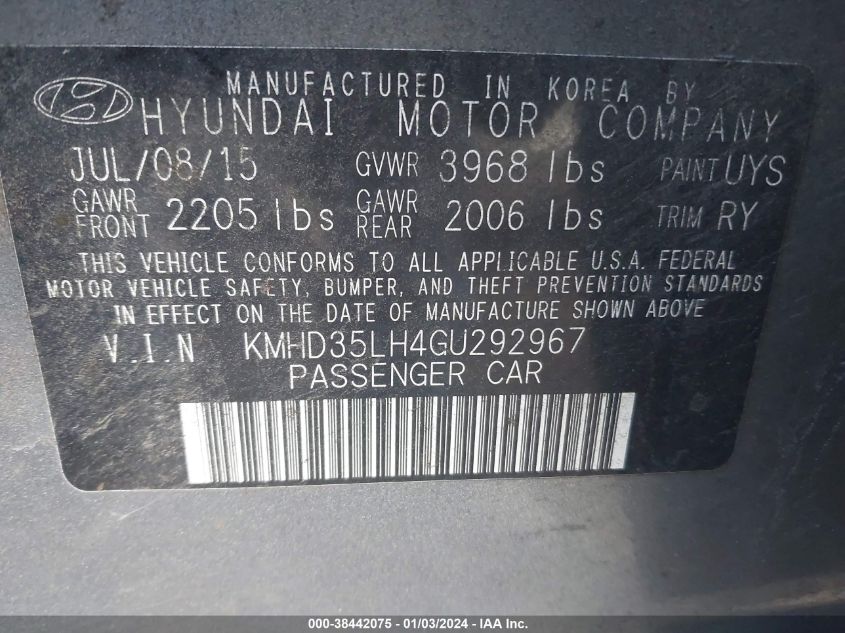 MANUFACTURED IN KOREA BY
HYUNDAI MOTOR COMPANY
JUL/08/15 GVWR 3968 lbs PAINT UYS
GAWR FRONT 2205 lbs GAWR REAR 2006 lbs TRIM RY
THIS VEHICLE CONFORMS TO ALL APPLICABLE U.S.A. FEDERAL
MOTOR VEHICLE SAFETY, BUMPER, AND THEFT PREVENTION STANDARDS
IN EFFECT ON THE DATE OF MANUFACTURE SHOWN ABOVE
V.I.N KMHD35LH4GU292967
PASSENGER CAR
000-38442075 - 01/03/2024 - IAA Inc.